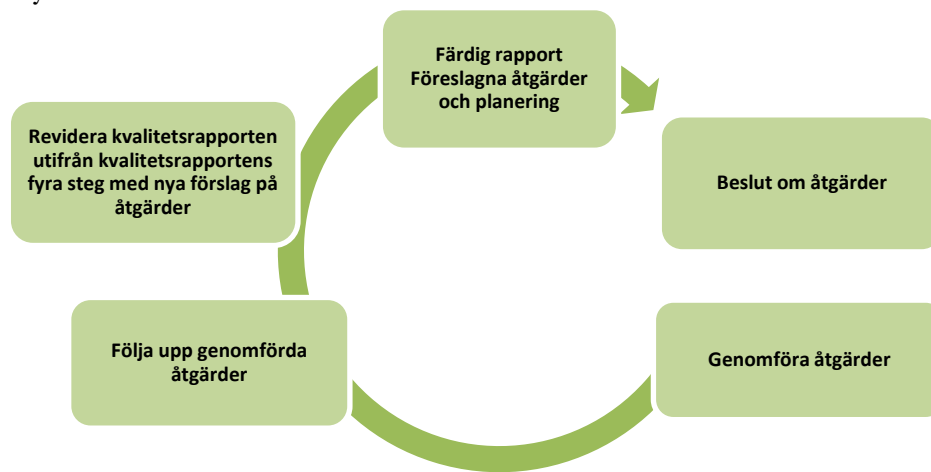 Färdig rapport
Föreslagna åtgärder
och planering
Beslut om åtgärder
Genomföra åtgärder
Följa upp genomförda
åtgärder
Revidera kvalitetsrapporten
utifrån kvalitetsrapportens
fyra steg med nya förslag på
åtgärder